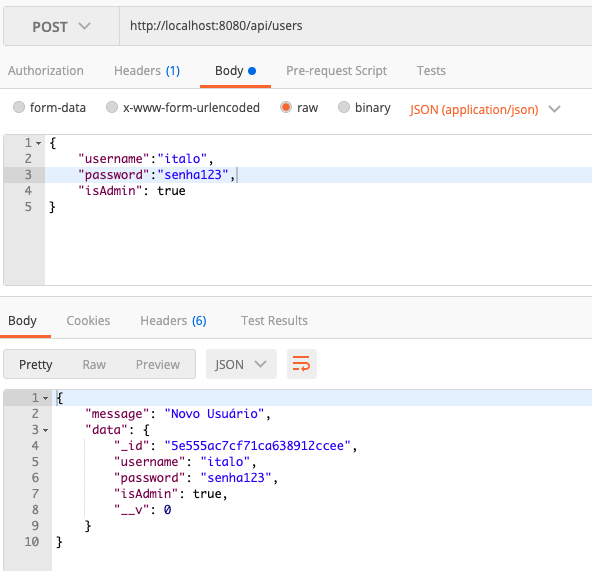 POST http://localhost:8080/api/users
Authorization Headers (1) Body Pre-request Script Tests
form-data x-www-form-urlencoded raw binary JSON (application/json)
1 {
2 "username":"italo",
3 "password":"senha123",
4 "isAdmin": true
5 }
Body Cookies Headers (6) Test Results
Pretty Raw Preview JSON
1 {
2 "message": "Novo Usuário",
3 "data": {
4 "_id": "5e555ac7cf71ca638912ccee",
5 "username": "italo",
6 "password": "senha123",
7 "isAdmin": true,
8 "__v": 0
9 }
10 }